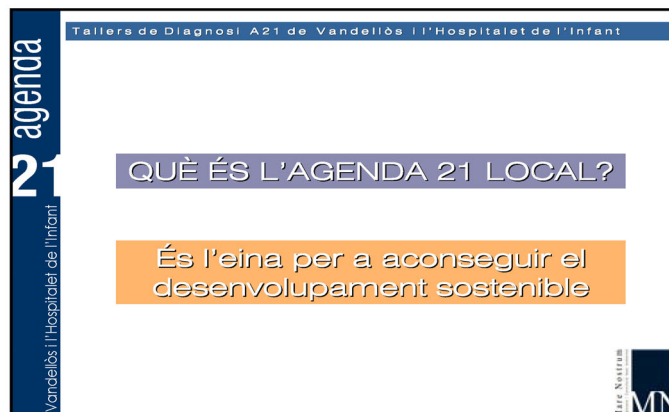 Tallers de Diagnosi A21 de Vandellòs i l'Hospitalet de l'Infant
agenda
21
Vandellòs i l'Hospitalet de l'Infant
QUÈ ÉS L'AGENDA 21 LOCAL?
És l'eina per a aconseguir el
desenvolupament sostenible
Nostrum
MN